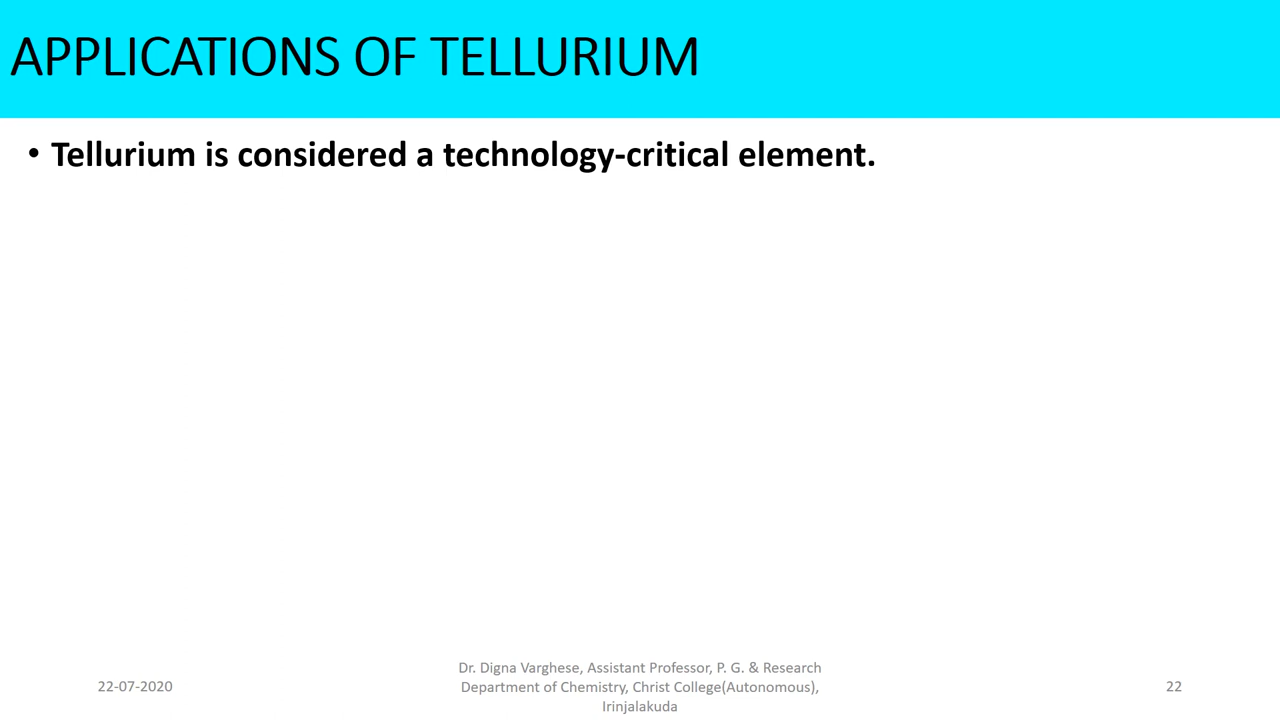 APPLICATIONS OF TELLURIUM
• Tellurium is considered a technology-critical element.
22-07-2020
Dr. Digna Varghese, Assistant Professor, P. G. & Research
Department of Chemistry, Christ College(Autonomous),
Irinjalakuda
22